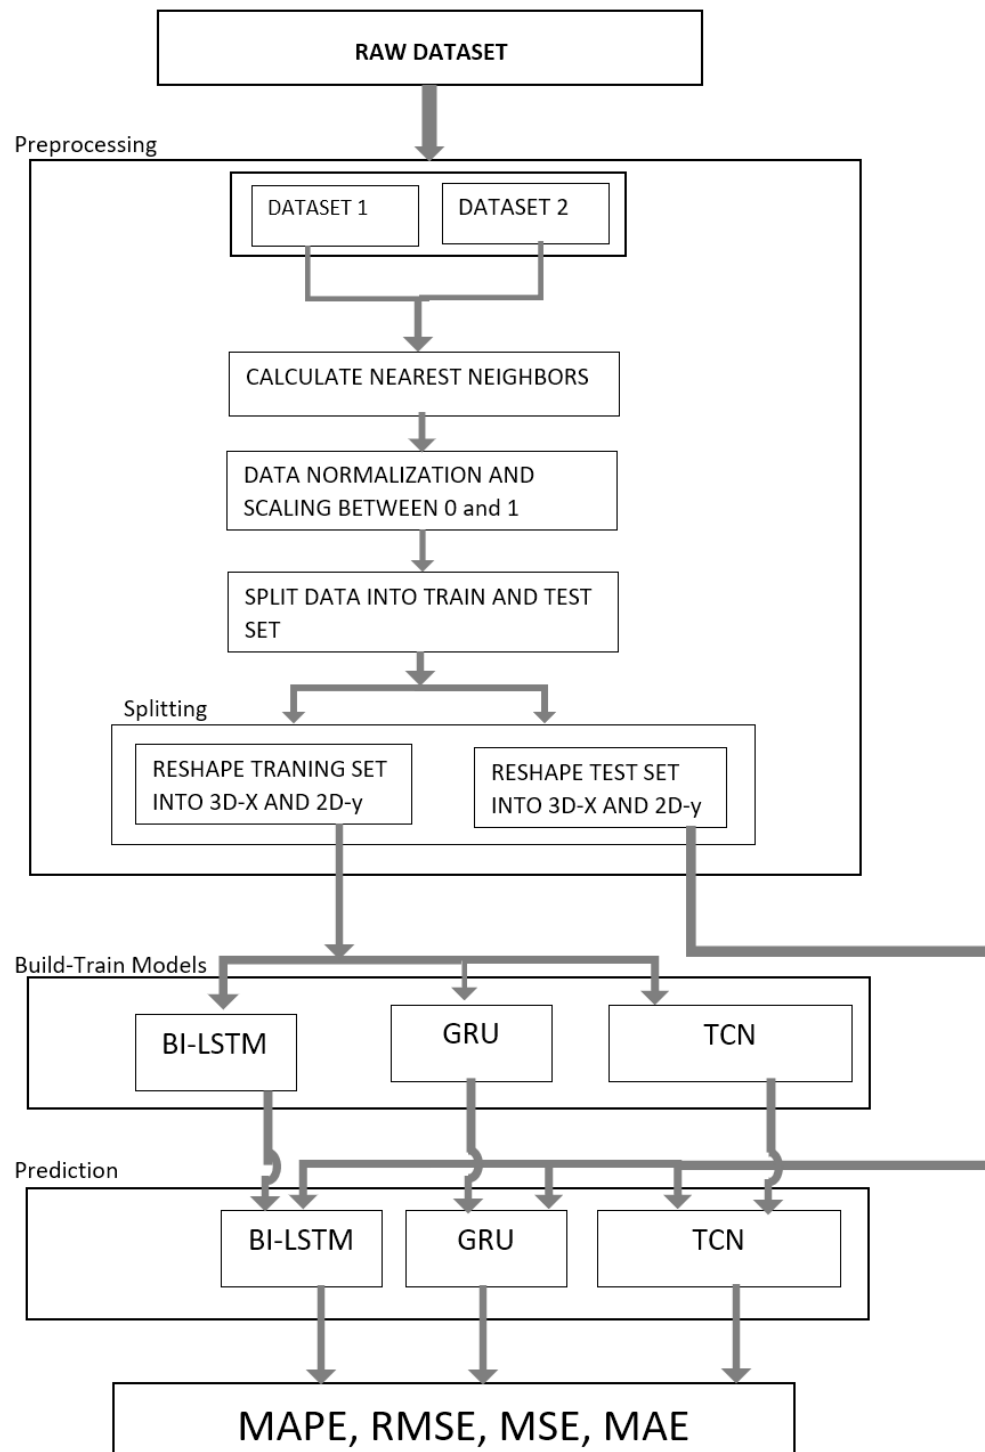 RAW DATASET
Preprocessing
DATASET 1
DATASET 2
CALCULATE NEAREST NEIGHBORS
DATA NORMALIZATION AND
SCALING BETWEEN 0 and 1
SPLIT DATA INTO TRAIN AND TEST
SET
Splitting
RESHAPE TRANING SET
INTO 3D-X AND 2D-y
RESHAPE TEST SET
INTO 3D-X AND 2D-y
Build-Train Models
BI-LSTM
GRU
TCN
Prediction
BI-LSTM
GRU
TCN
MAPE, RMSE, MSE, MAE